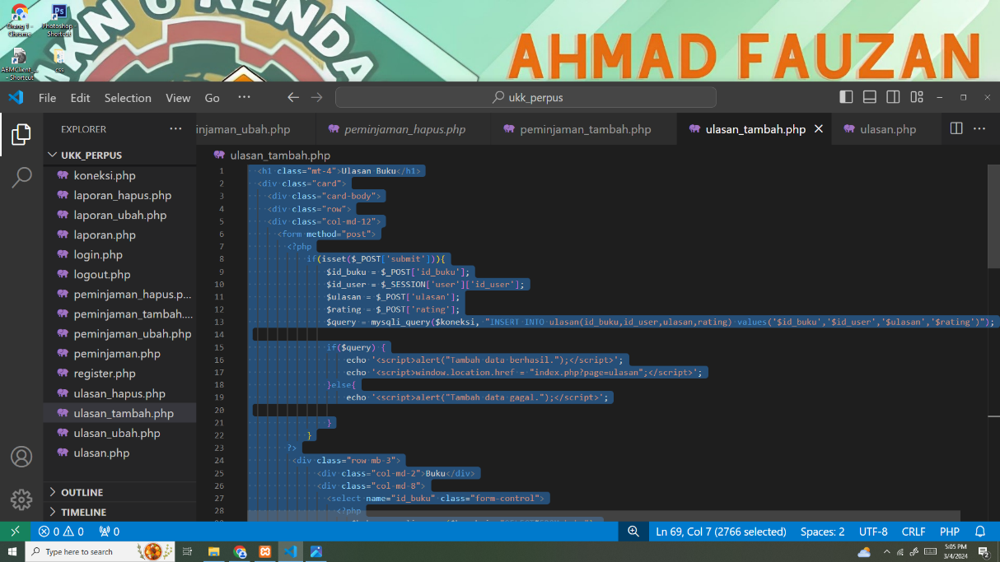 AHMAD FAUZAN
RENDA
Orang 1 -
Chrome
Photoshop -
Shortcut
ABMClient_...
- Shortcut
css
File Edit Selection View Go ... ukk_perpus
EXPLORER
UKK_PERPUS
koneksi.php
laporan_hapus.php
laporan_ubah.php
laporan.php
login.php
logout.php
peminjaman_hapus.p...
peminjaman_tambah....
peminjaman_ubah.php
peminjaman.php
register.php
ulasan_hapus.php
ulasan_tambah.php
ulasan_ubah.php
ulasan.php
OUTLINE
TIMELINE
injaman_ubah.php peminjaman_hapus.php peminjaman_tambah.php ulasan_tambah.php ulasan.php
ulasan_tambah.php
1 <h1 class="mt-4">Ulasan Buku</h1>
2 <div class="card">
3 <div class="card-body">
4 <div class="row">
5 <div class="col-md-12">
6 <form method="post">
7 <?php
8 if(isset($_POST['submit'])){
9 $id_buku = $_POST['id_buku'];
10 $id_user = $_SESSION['user']['id_user'];
11 $ulasan = $_POST['ulasan'];
12 $rating = $_POST['rating'];
13 $query = mysqli_query($koneksi, "INSERT INTO ulasan(id_buku,id_user,ulasan,rating) values('$id_buku','$id_user','$ulasan','$rating')");
14
15 if($query) {
16 echo '<script>alert("Tambah data berhasil.");</script>';
17 echo '<script>window.location.href = "index.php?page=ulasan";</script>';
18 }else{
19 echo '<script>alert("Tambah data gagal.");</script>';
20
21 }
22 }
23 ?>
24 <div class="row mb-3">
25 <div class="col-md-2">Buku</div>
26 <div class="col-md-8">
27 <select name="id_buku" class="form-control">
28 <?php
0 0 0 Ln 69, Col 7 (2766 selected) Spaces: 2 UTF-8 CRLF PHP
Type here to search
5:05 PM
3/4/2024
2